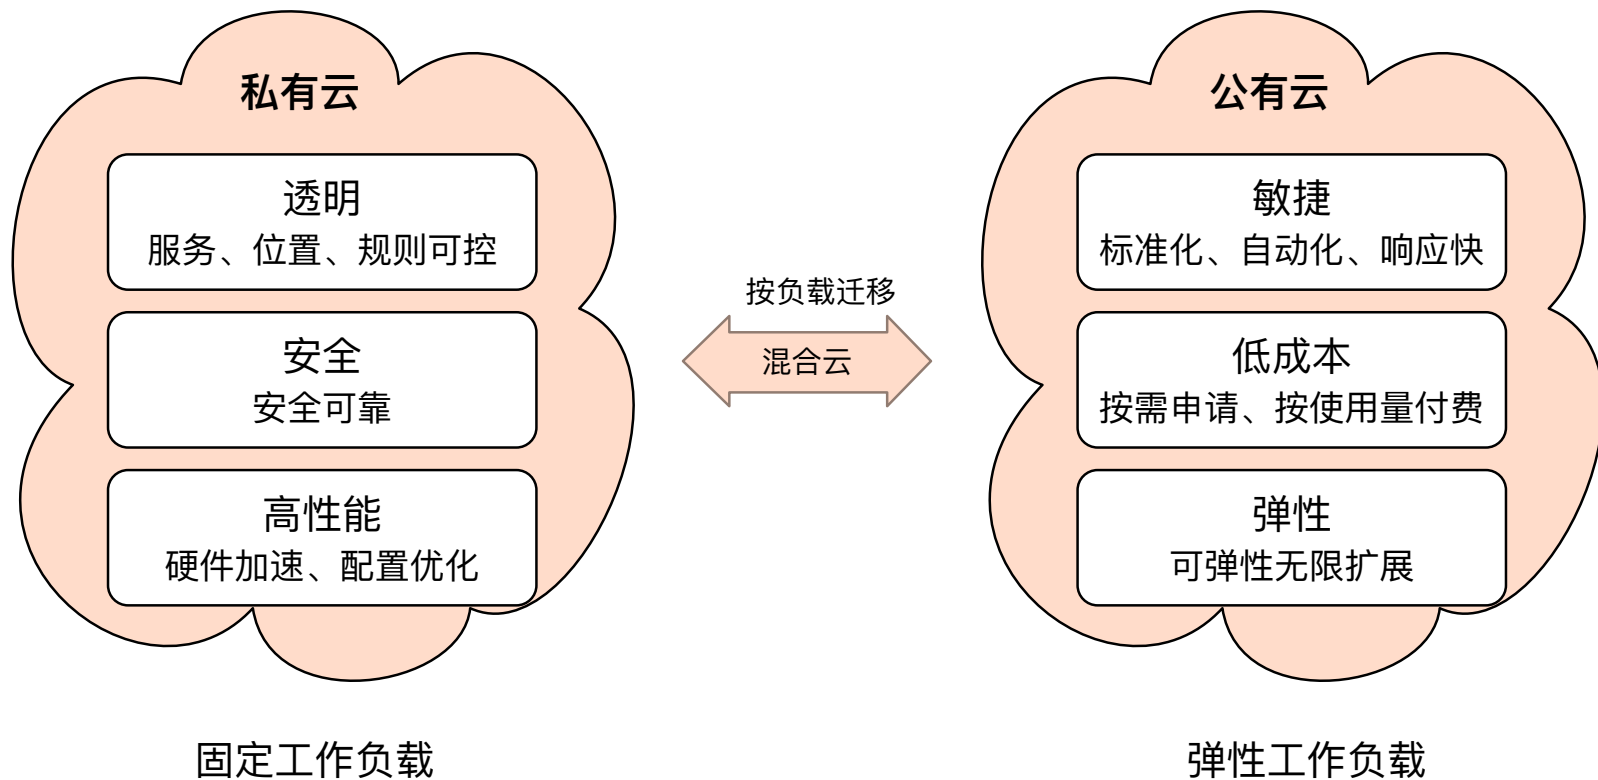 私有云
透明
服务、位置、规则可控
安全
安全可靠
高性能
硬件加速、配置优化
固定工作负载
按负载迁移
混合云
公有云
敏捷
标准化、自动化、响应快
低成本
按需申请、按使用量付费
弹性
可弹性无限扩展
弹性工作负载